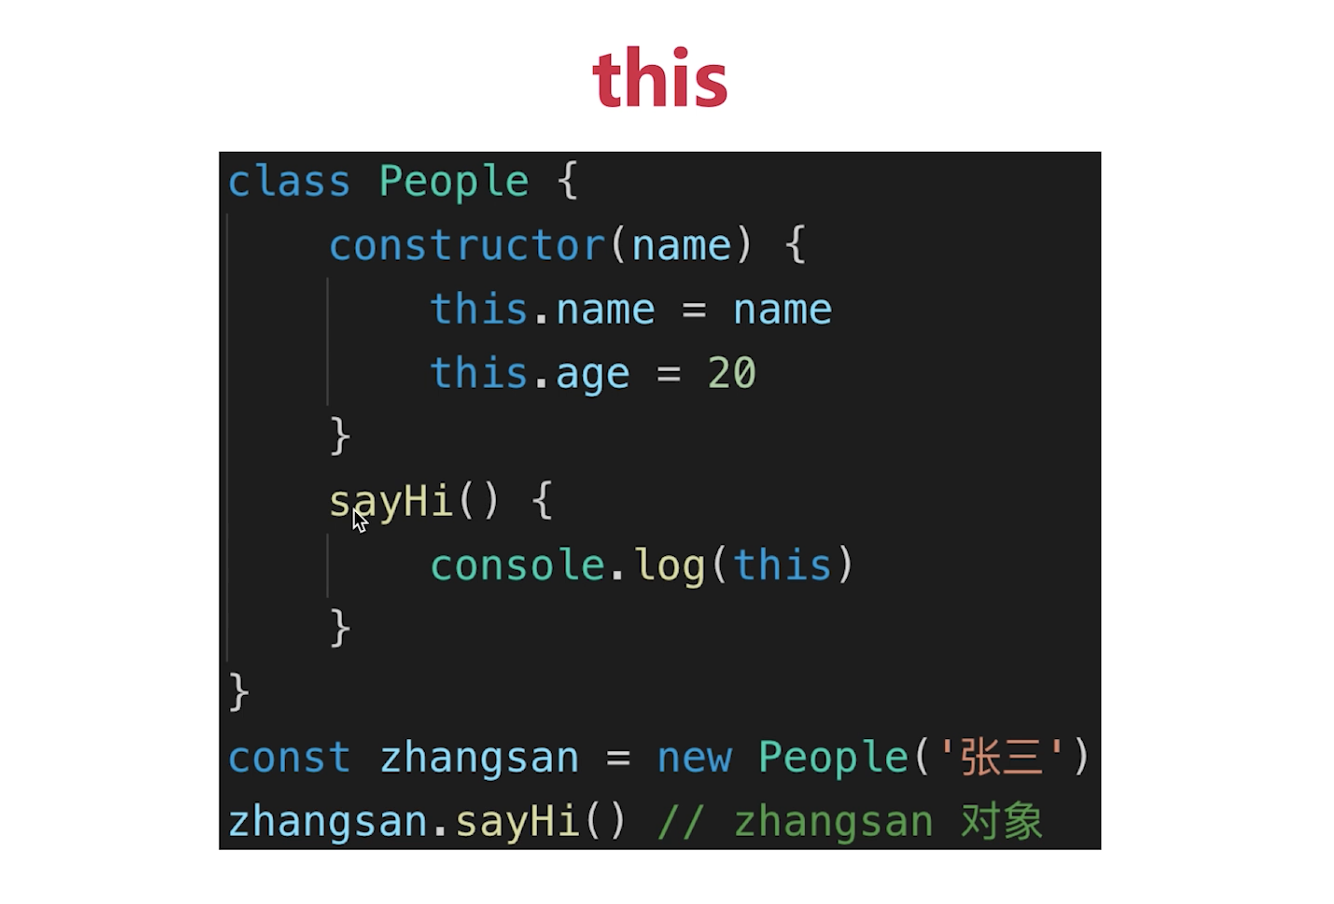 this
class People {
    constructor(name) {
        this.name = name
        this.age = 20
    }
    sayHi() {
        console.log(this)
    }
}
const zhangsan = new People('张三')
zhangsan.sayHi() // zhangsan 对象